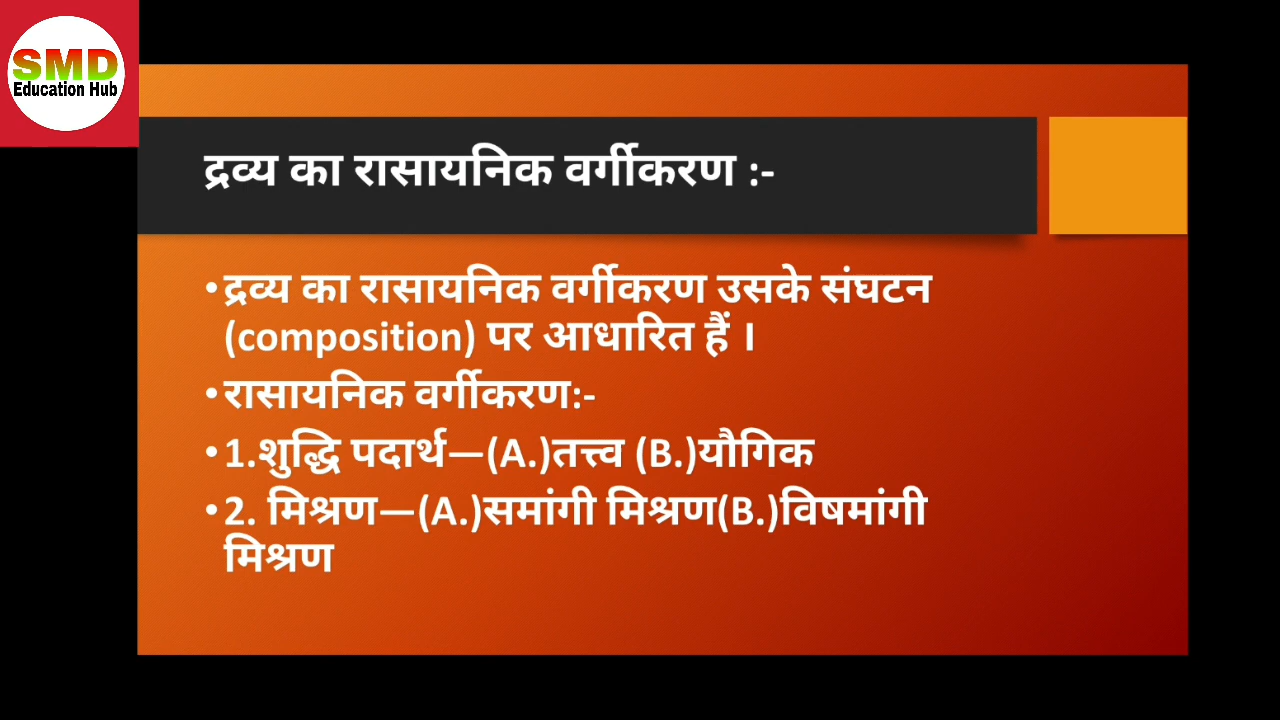 SMD
Education Hub
द्रव्य का रासायनिक वर्गीकरण :-
•द्रव्य का रासायनिक वर्गीकरण उसके संघटन
(composition) पर आधारित हैं ।
•रासायनिक वर्गीकरण:-
•1.शुद्धि पदार्थ—(A.)तत्त्व (B.)यौगिक
•2. मिश्रण—(A.)समांगी मिश्रण(B.)विषमांगी
मिश्रण